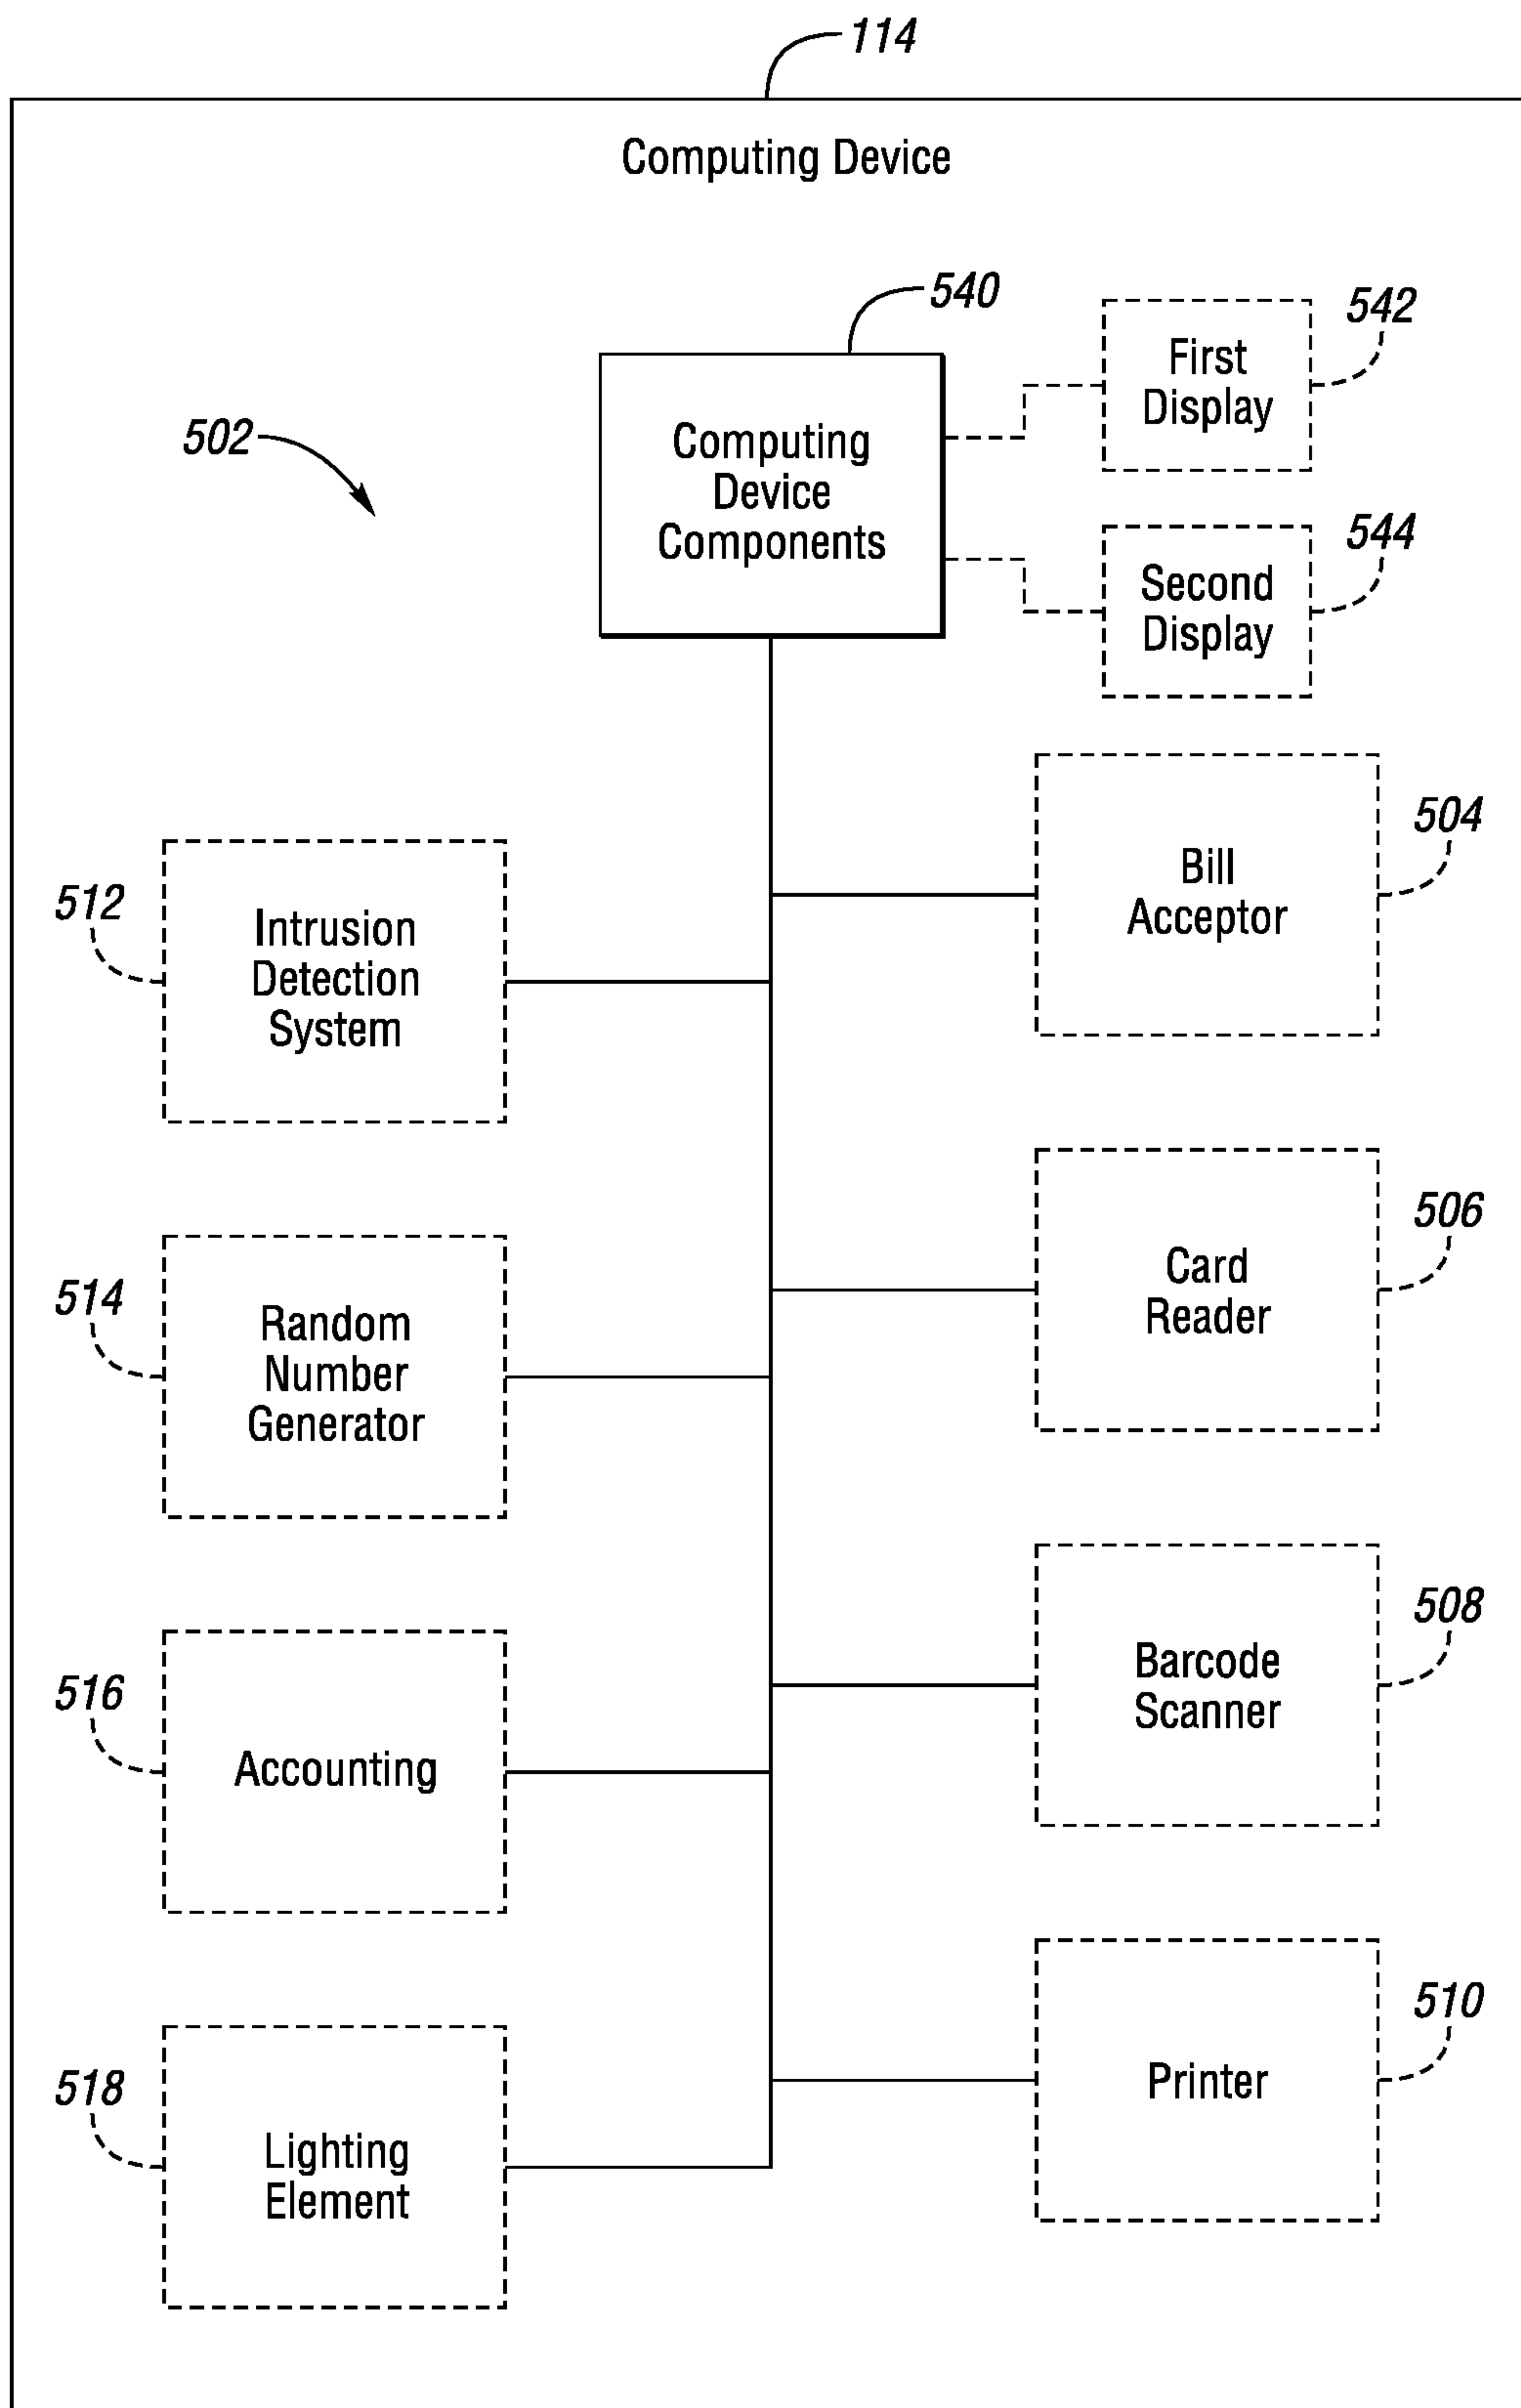 114
Computing Device
540
542
First
Display
502
Computing
Device
Components
544
Second
Display
504
Bill
Acceptor
512
Intrusion
Detection
System
506
Card
Reader
514
Random
Number
Generator
508
Barcode
Scanner
516
Accounting
510
Printer
518
Lighting
Element